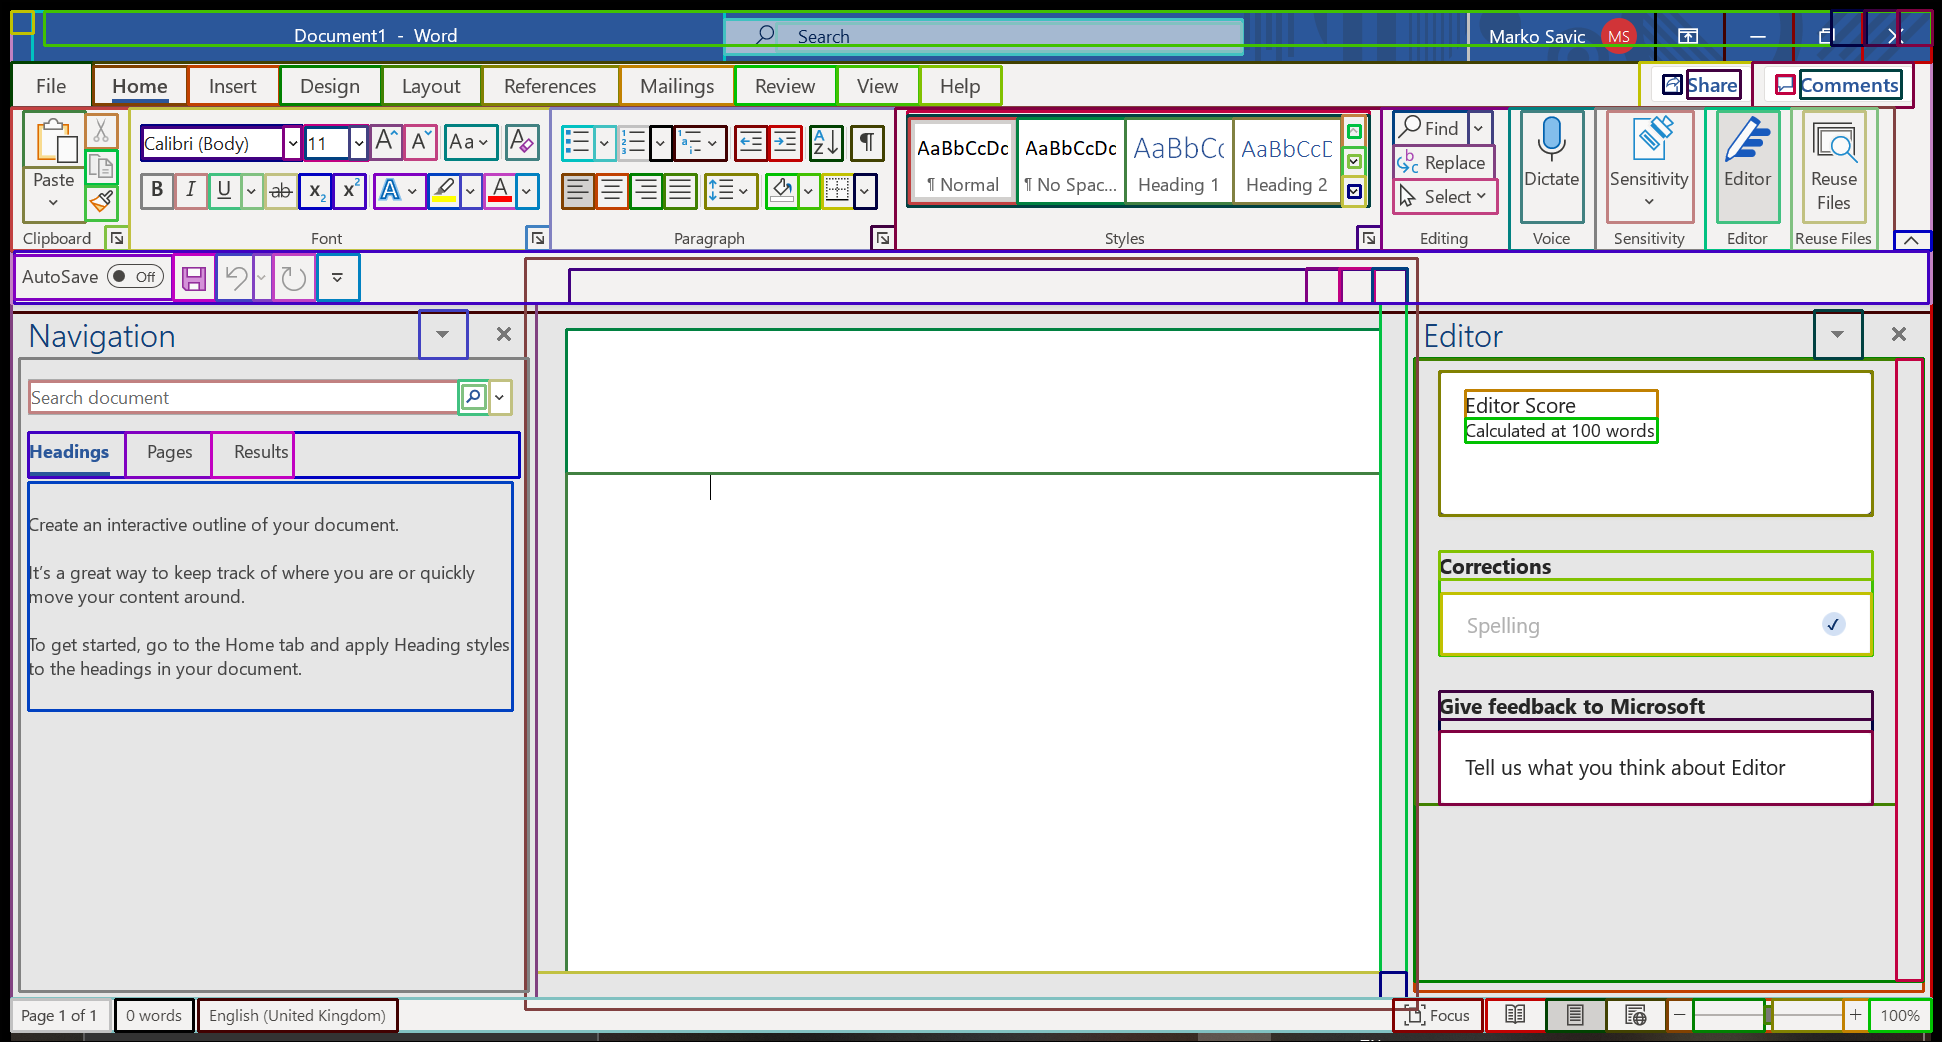 Document1 - Word
Search
Marko Savic MS
File Home Insert Design Layout References Mailings Review View Help Share Comments
Paste
Clipboard
Calibri (Body) 11
Font
Paragraph
AaBbCcDc AaBbCcDc AaBbCc AaBbCcD
¶ Normal ¶ No Spac... Heading 1 Heading 2
Styles
Find
Replace
Select
Editing
Dictate
Voice
Sensitivity
Sensitivity
Editor
Editor
Reuse
Files
Reuse Files
AutoSave Off
Navigation
Search document
Headings Pages Results
Create an interactive outline of your document.
It's a great way to keep track of where you are or quickly
move your content around.
To get started, go to the Home tab and apply Heading styles
to the headings in your document.
Editor
Editor Score
Calculated at 100 words
Corrections
Spelling
Give feedback to Microsoft
Tell us what you think about Editor
Page 1 of 1 0 words English (United Kingdom) Focus 100%